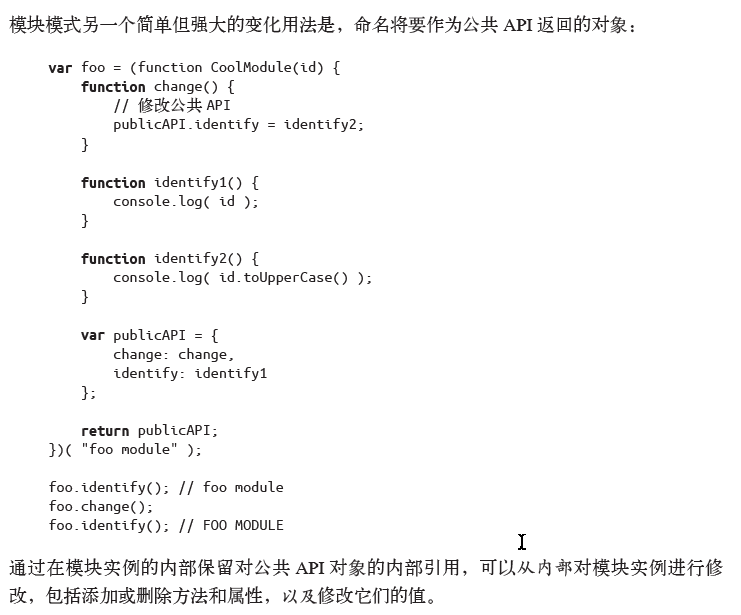 模块模式另一个简单但强大的变化用法是，命名将要作为公共 API 返回的对象：
var foo = (function CoolModule(id) {
    function change() {
        // 修改公共 API
        publicAPI.identify = identify2;
    }
    function identify1() {
        console.log( id );
    }
    function identify2() {
        console.log( id.toUpperCase() );
    }
    var publicAPI = {
        change: change,
        identify: identify1
    };
    return publicAPI;
})( "foo module" );
foo.identify(); // foo module
foo.change();
foo.identify(); // FOO MODULE
通过在模块实例的内部保留对公共 API 对象的内部引用，可以从内部对模块实例进行修
改，包括添加或删除方法和属性，以及修改它们的值。